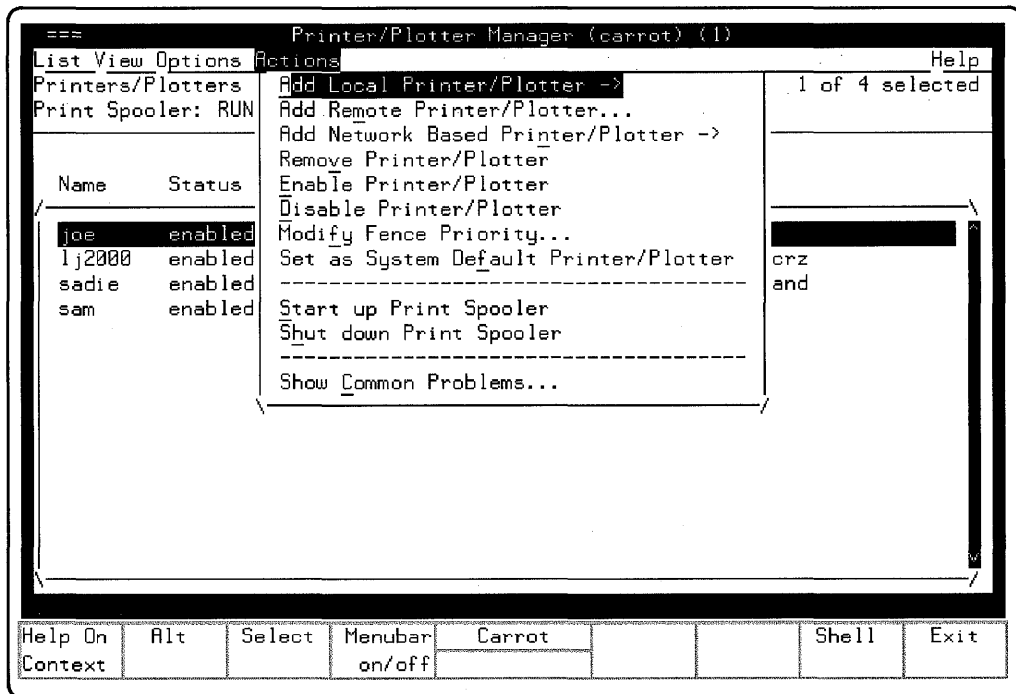 ===                    Printer/Plotter Manager (carrot) (1)
List View Options Actions                    Help
Printers/Plotters                    1 of 4 selected
Print Spooler: RUN
Add Local Printer/Plotter ->
Add Remote Printer/Plotter...
Add Network Based Printer/Plotter ->
Remove Printer/Plotter
Enable Printer/Plotter
Disable Printer/Plotter
Modify Fence Priority...
Set as System Default Printer/Plotter
---------------------------------------
Start up Print Spooler
Shut down Print Spooler
---------------------------------------
Show Common Problems...
Name     Status
joe      enabled
lj2000   enabled                    crz
sadie    enabled                    and
sam      enabled
Help On Context
Alt
Select
Menubar on/off
Carrot
Shell
Exit